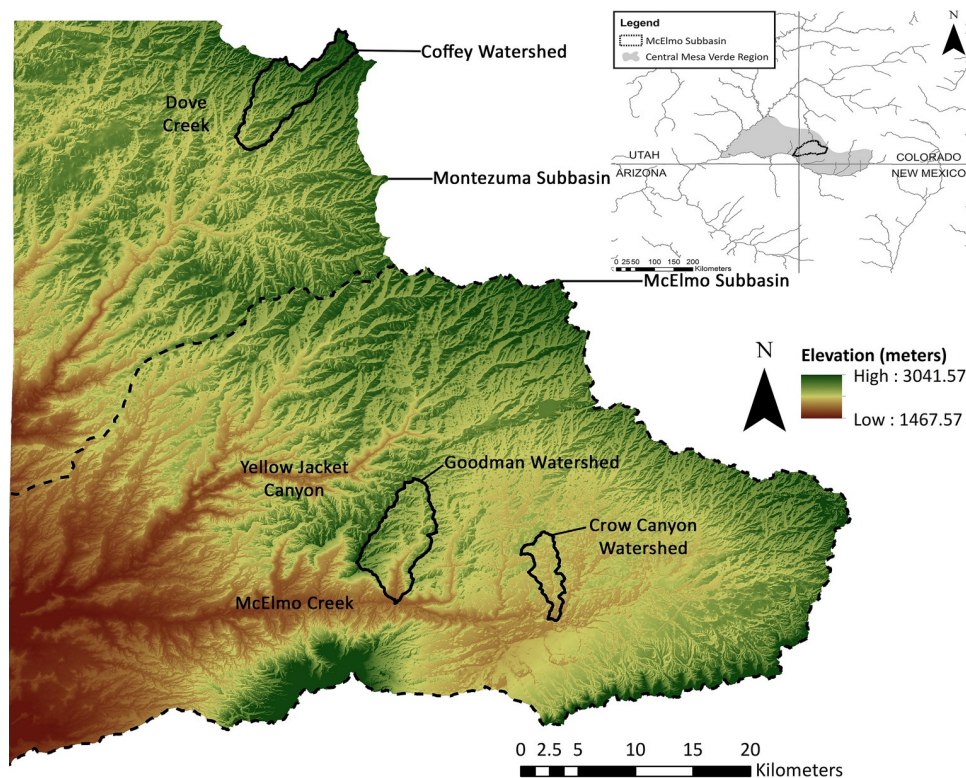 Coffey Watershed
Dove
Creek
Montezuma Subbasin
McElmo Subbasin
Legend
McElmo Subbasin
Central Mesa Verde Region
N
UTAH
COLORADO
ARIZONA
NEW MEXICO
0 25 50 100 150 200
Kilometers
N
Elevation (meters)
High : 3041.57
Low : 1467.57
Yellow Jacket
Canyon
Goodman Watershed
Crow Canyon
Watershed
McElmo Creek
0 2.5 5 10 15 20
Kilometers